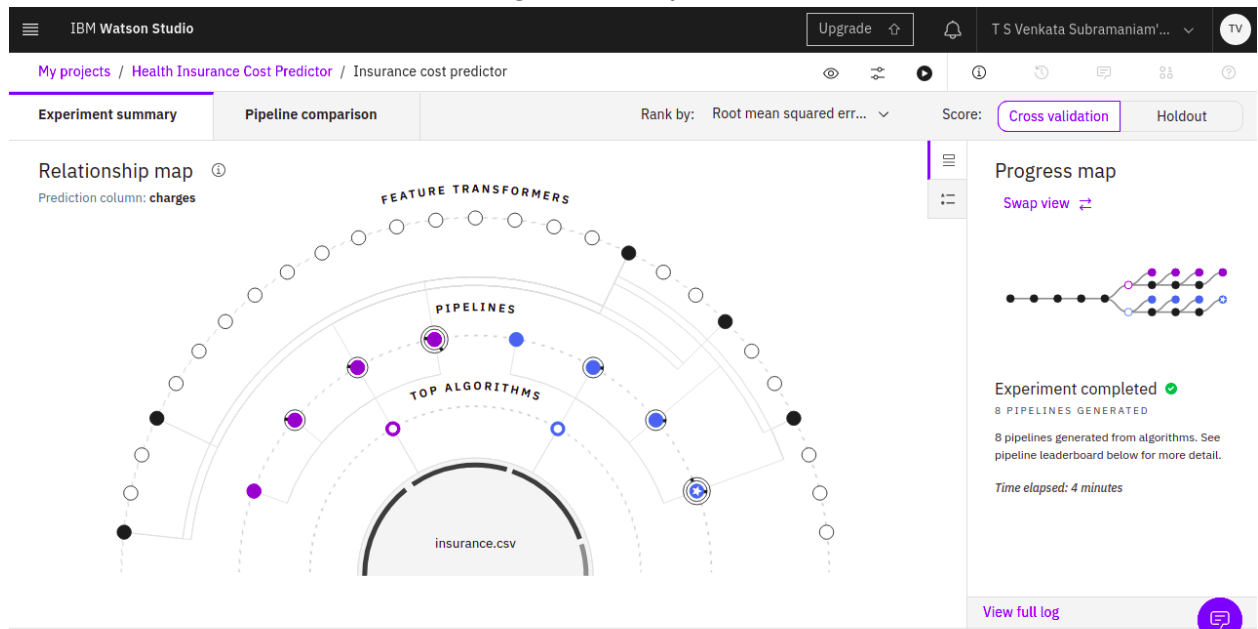 IBM Watson Studio
Upgrade
T S Venkata Subramaniam'...
TV
My projects / Health Insurance Cost Predictor / Insurance cost predictor
Experiment summary
Pipeline comparison
Rank by: Root mean squared err...
Score: Cross validation Holdout
Relationship map
Prediction column: charges
FEATURE TRANSFORMERS
PIPELINES
TOP ALGORITHMS
insurance.csv
Progress map
Swap view
Experiment completed
8 PIPELINES GENERATED
8 pipelines generated from algorithms. See
pipeline leaderboard below for more detail.
Time elapsed: 4 minutes
View full log